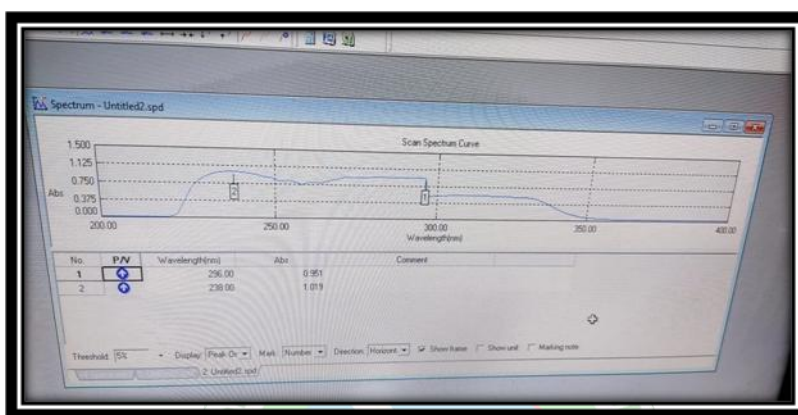 Spectrum - Untitled2.spd
Scan Spectrum Curve
1.500
1.125
0.750
Abs
0.375
0.000
2
1
200.00 250.00 300.00 350.00 400.00
Wavelength(nm)
No. P/V Wavelength(nm) Abs Comment
1 296.00 0.951
2 238.00 1.019
Threshold: 5% Display: Peak Mark: Number Direction: Horizont Show frame Show unit Marking note
2. Untitled2.spd